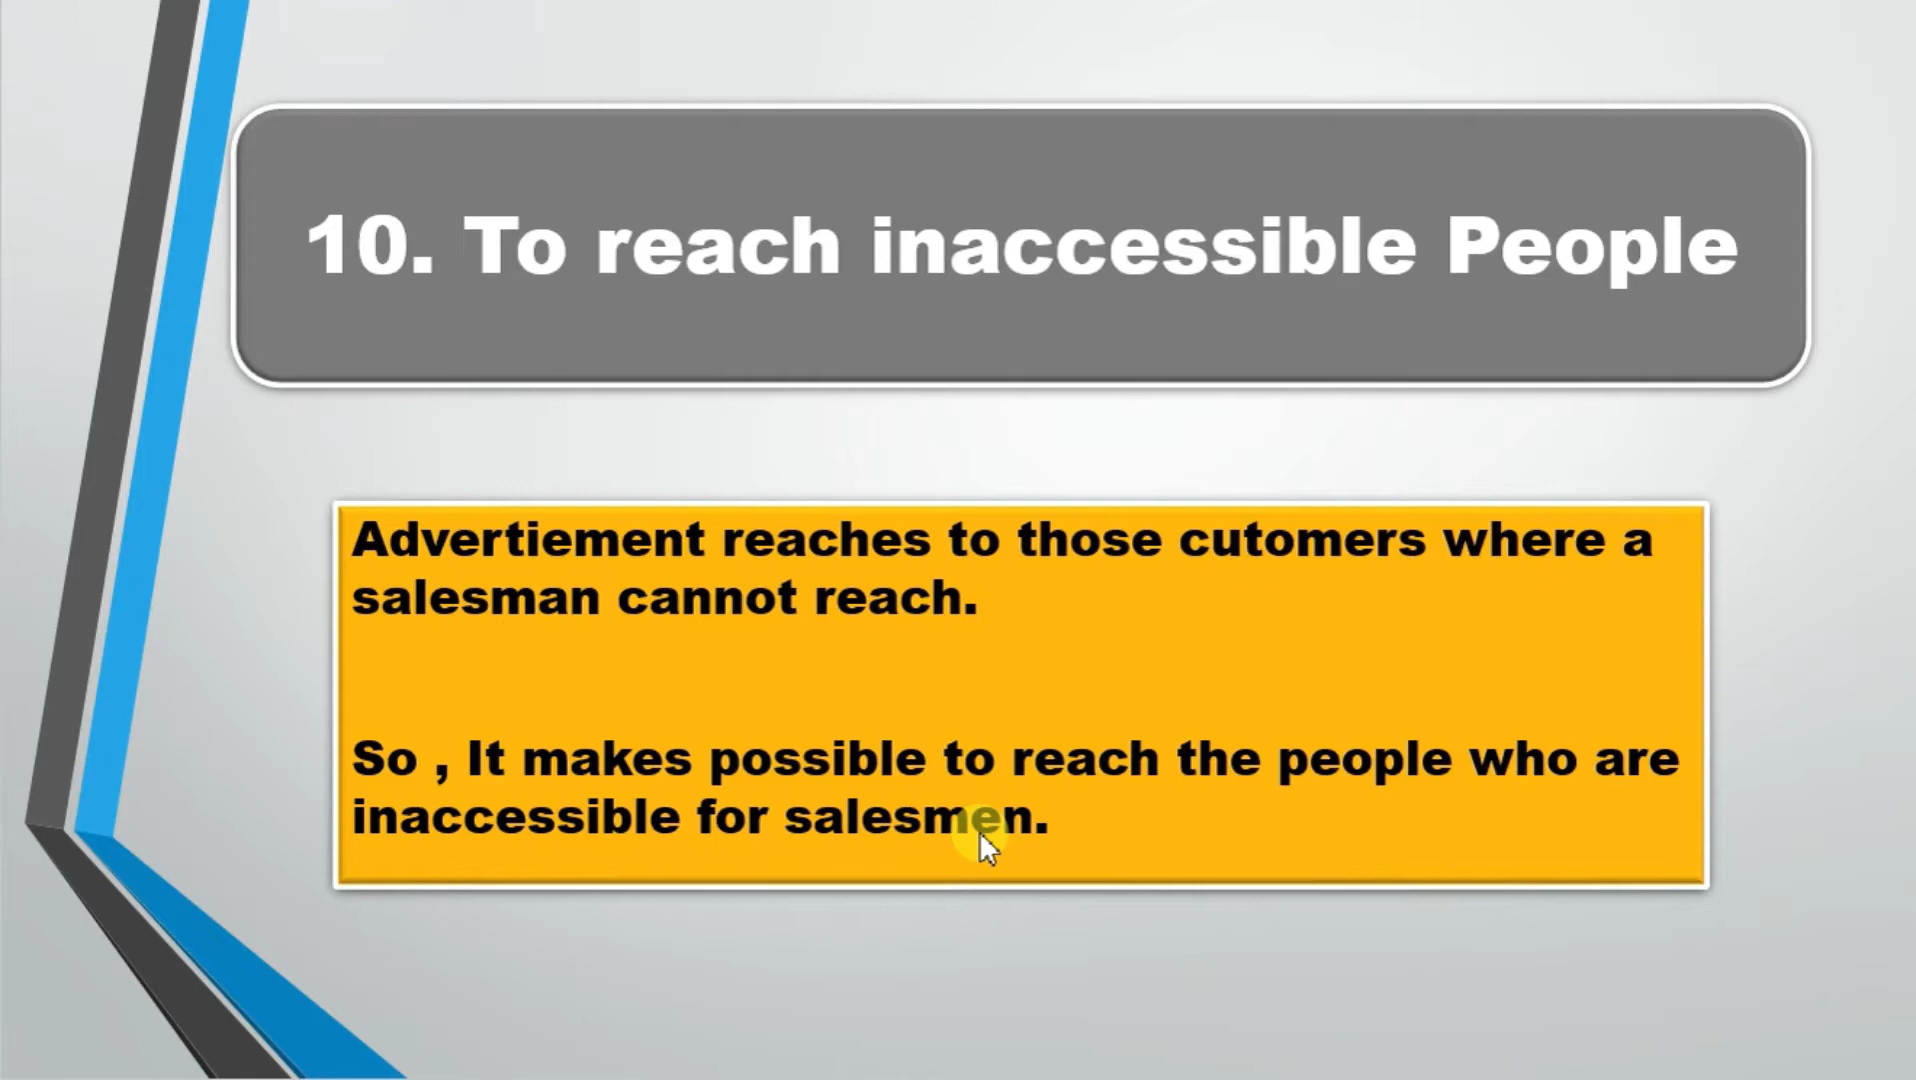 10. To reach inaccessible People
Advertiement reaches to those cutomers where a
salesman cannot reach.
So , It makes possible to reach the people who are
inaccessible for salesmen.